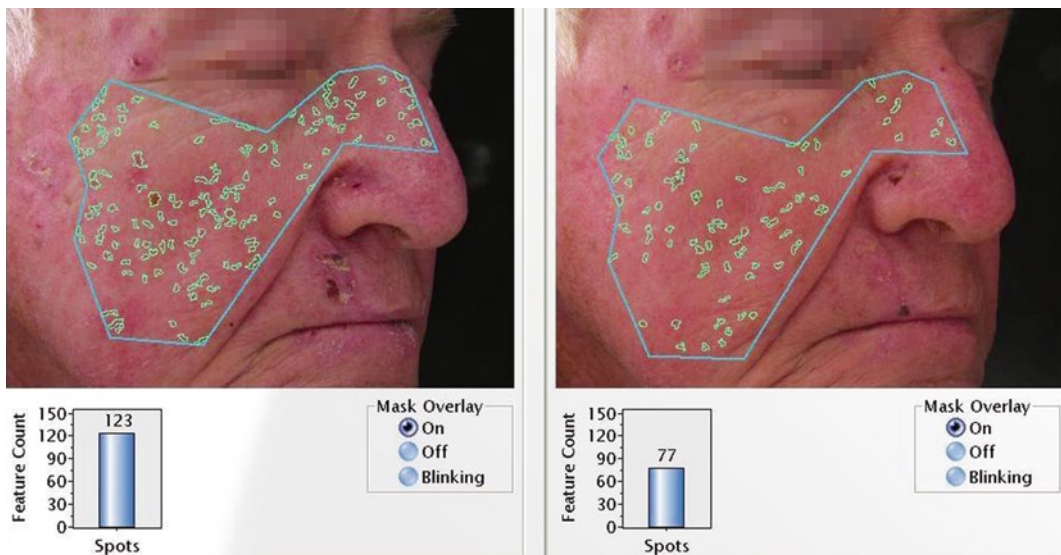 150
120
90
60
30
0
Feature Count
123
Spots
Mask Overlay
On
Off
Blinking
150
120
90
60
30
0
Feature Count
77
Spots
Mask Overlay
On
Off
Blinking